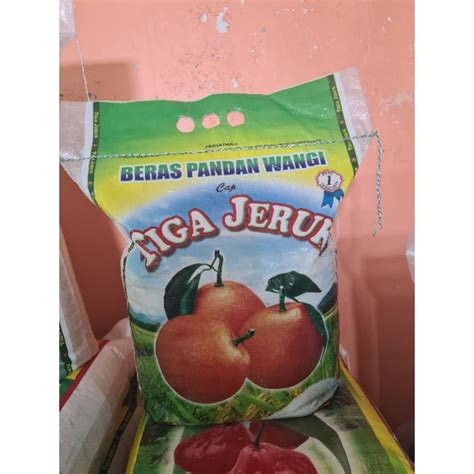 BERAS PANDAN WANGI
Cap
TIGA JERUK
1